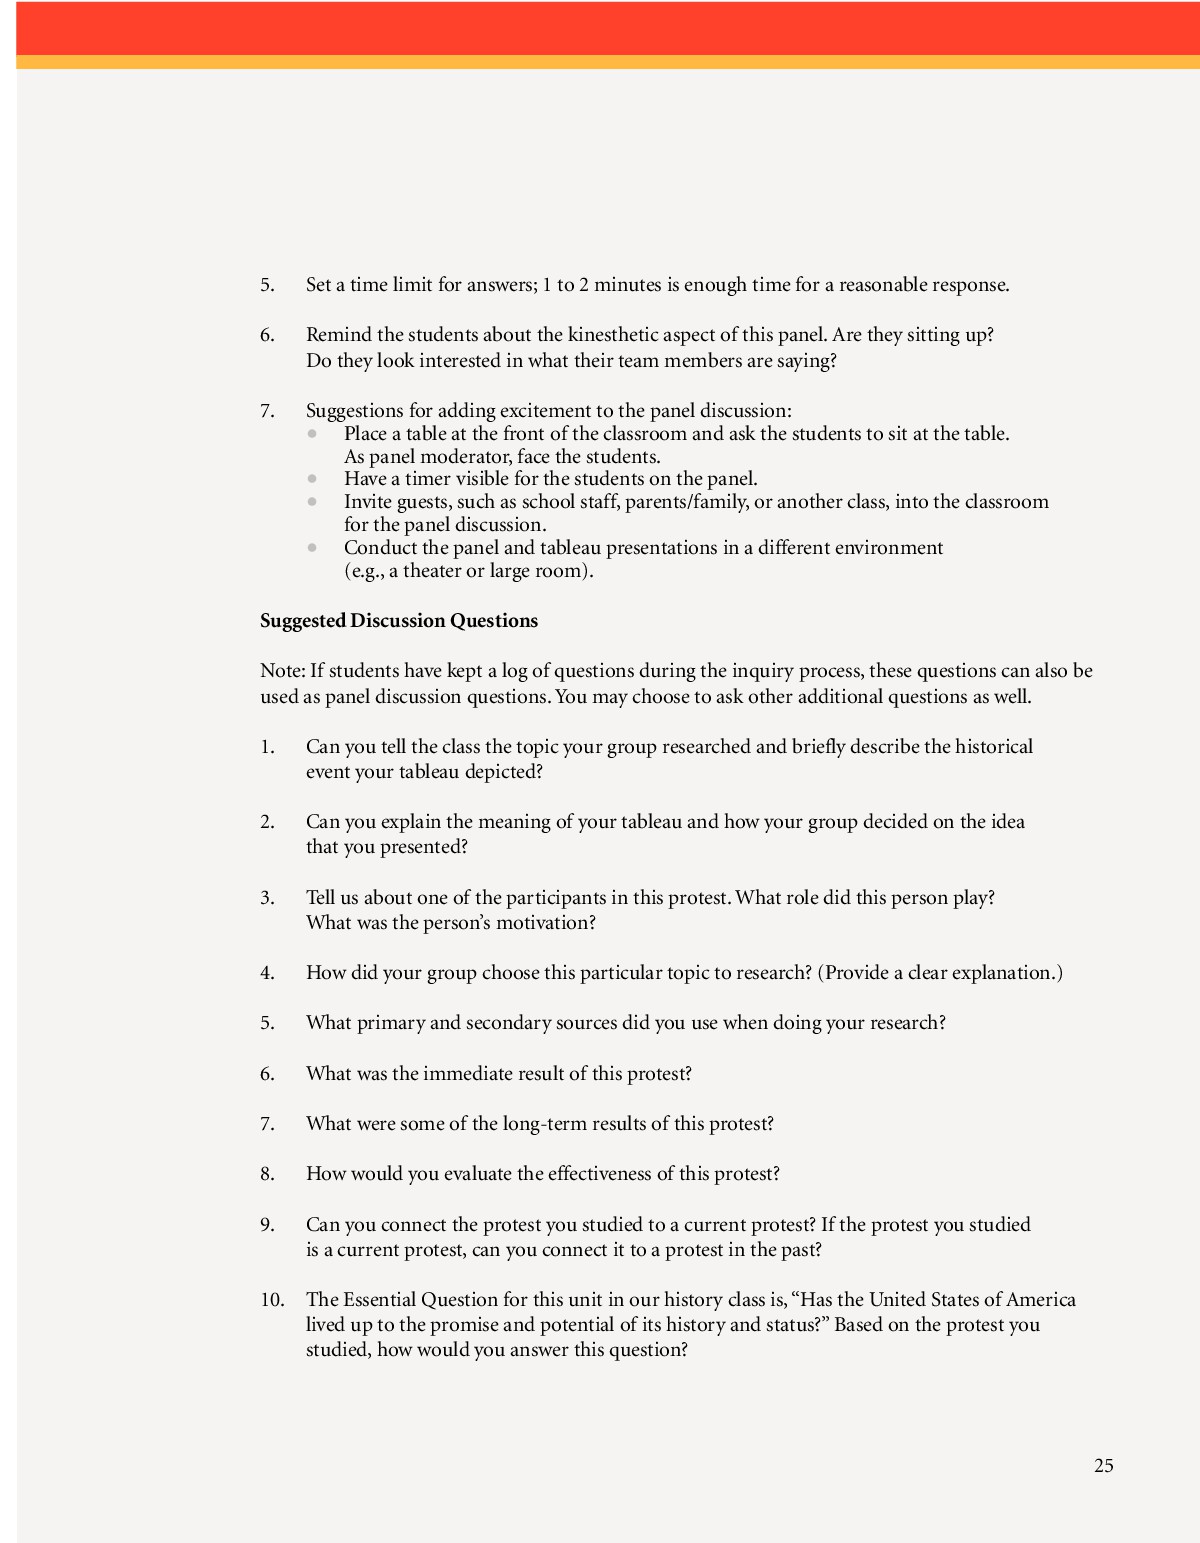 5. Set a time limit for answers; 1 to 2 minutes is enough time for a reasonable response.
6. Remind the students about the kinesthetic aspect of this panel. Are they sitting up?
Do they look interested in what their team members are saying?
7. Suggestions for adding excitement to the panel discussion:
● Place a table at the front of the classroom and ask the students to sit at the table.
As panel moderator, face the students.
● Have a timer visible for the students on the panel.
● Invite guests, such as school staff, parents/family, or another class, into the classroom
for the panel discussion.
● Conduct the panel and tableau presentations in a different environment
(e.g., a theater or large room).
Suggested Discussion Questions
Note: If students have kept a log of questions during the inquiry process, these questions can also be
used as panel discussion questions. You may choose to ask other additional questions as well.
1. Can you tell the class the topic your group researched and briefly describe the historical
event your tableau depicted?
2. Can you explain the meaning of your tableau and how your group decided on the idea
that you presented?
3. Tell us about one of the participants in this protest. What role did this person play?
What was the person’s motivation?
4. How did your group choose this particular topic to research? (Provide a clear explanation.)
5. What primary and secondary sources did you use when doing your research?
6. What was the immediate result of this protest?
7. What were some of the long-term results of this protest?
8. How would you evaluate the effectiveness of this protest?
9. Can you connect the protest you studied to a current protest? If the protest you studied
is a current protest, can you connect it to a protest in the past?
10. The Essential Question for this unit in our history class is, “Has the United States of America
lived up to the promise and potential of its history and status?” Based on the protest you
studied, how would you answer this question?
25